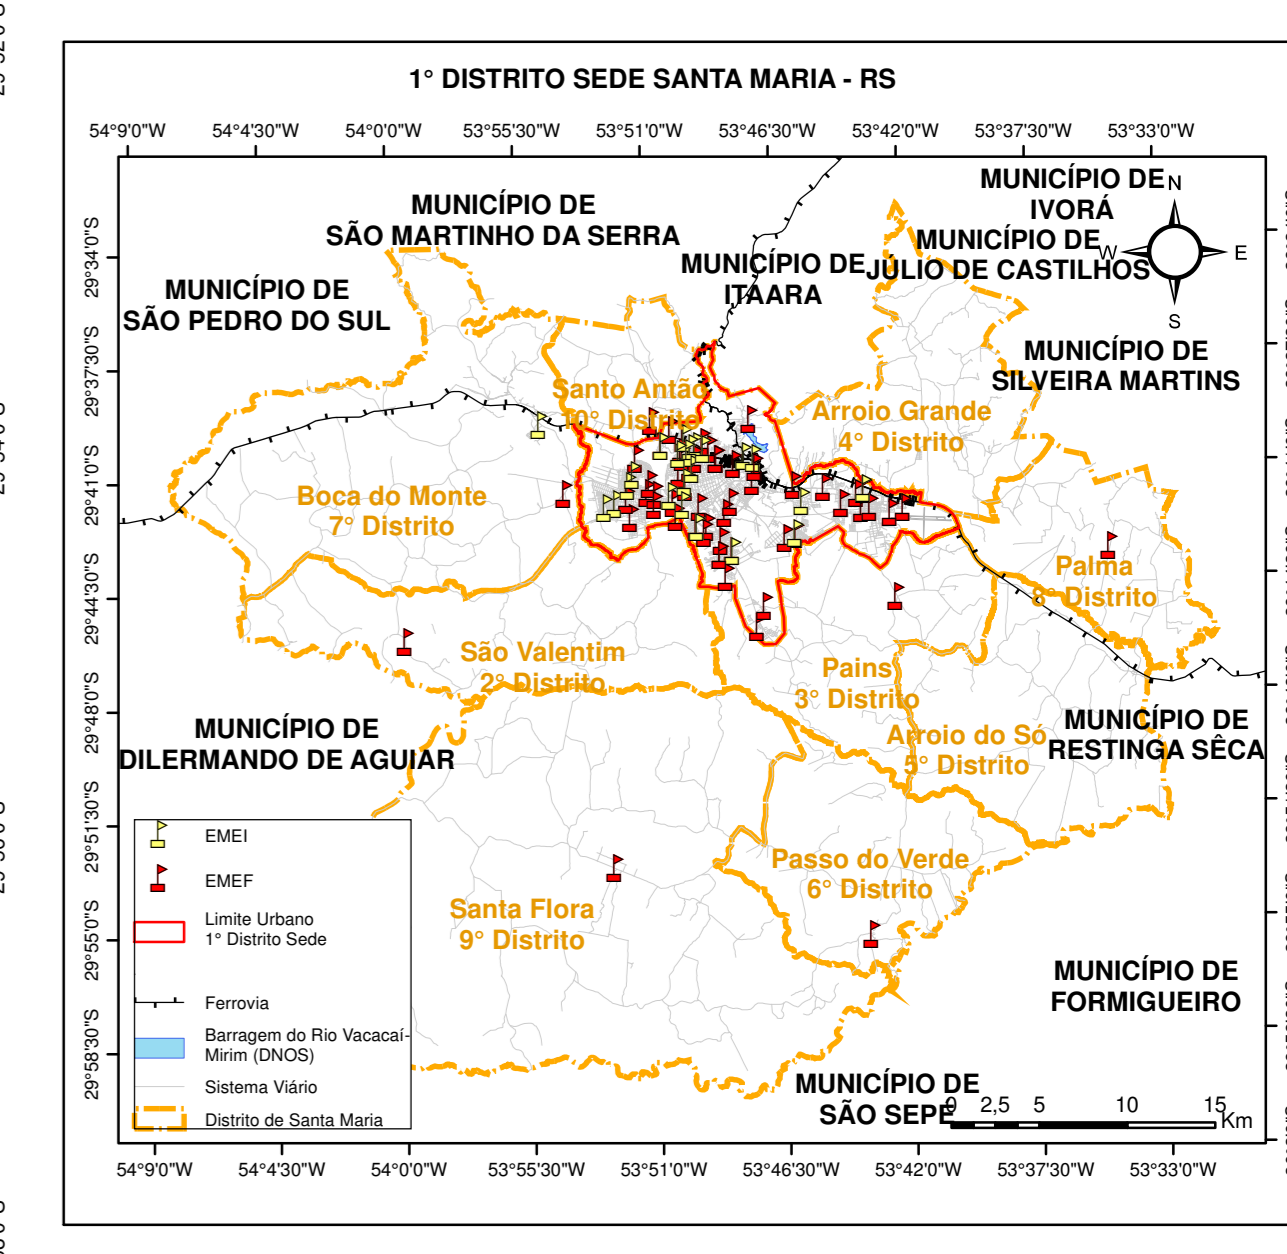 1° DISTRITO SEDE SANTA MARIA - RS
54°9'0"W 54°4'30"W 54°0'0"W 53°55'30"W 53°51'0"W 53°46'30"W 53°42'0"W 53°37'30"W 53°33'0"W
MUNICÍPIO DE
IVORÁ
N
W
E
S
MUNICÍPIO DE
SÃO MARTINHO DA SERRA
MUNICÍPIO DE
JÚLIO DE CASTILHOS
MUNICÍPIO DE
ITAARA
MUNICÍPIO DE
SÃO PEDRO DO SUL
MUNICÍPIO DE
SILVEIRA MARTINS
29°34'0"S
29°37'30"S
29°41'0"S
29°44'30"S
29°48'0"S
29°51'30"S
29°55'0"S
29°58'30"S
Santo Antão
10° Distrito
Arroio Grande
4° Distrito
Boca do Monte
7° Distrito
Palma
8° Distrito
São Valentim
2° Distrito
Pains
3° Distrito
MUNICÍPIO DE
DILERMANDO DE AGUIAR
Arroio do Só
5° Distrito
MUNICÍPIO DE
RESTINGA SÊCA
Passo do Verde
6° Distrito
Santa Flora
9° Distrito
MUNICÍPIO DE
FORMIGUEIRO
MUNICÍPIO DE
SÃO SEPE
EMEI
EMEF
Limite Urbano
1° Distrito Sede
Ferrovia
Barragem do Rio Vacacaí-
Mirim (DNOS)
Sistema Viário
Distrito de Santa Maria
0 2,5 5 10 15
Km
54°9'0"W 54°4'30"W 54°0'0"W 53°55'30"W 53°51'0"W 53°46'30"W 53°42'0"W 53°37'30"W 53°33'0"W